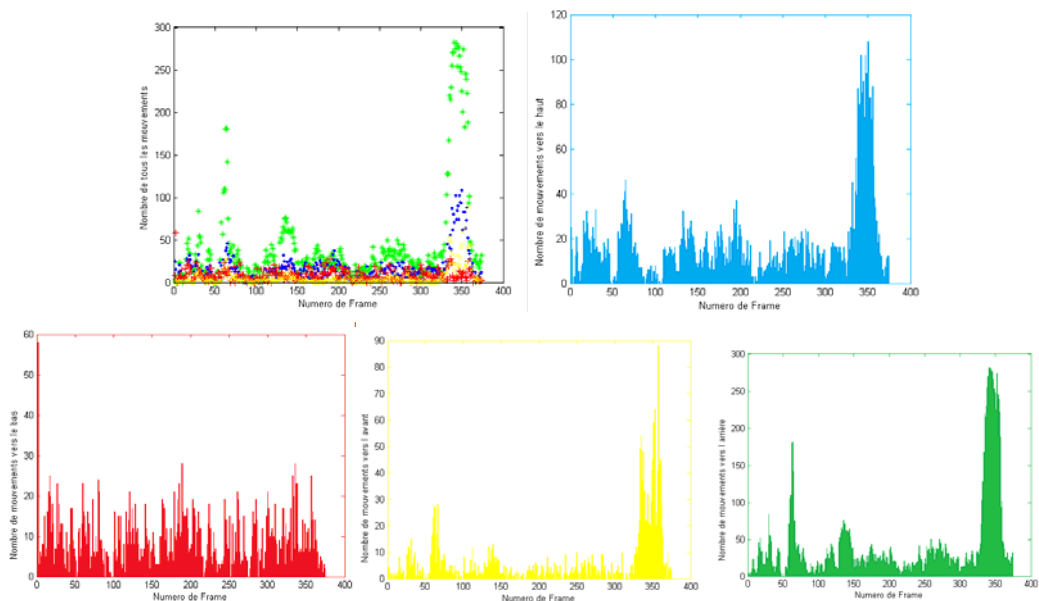 Nombre de tous les mouvements
300
250
200
150
100
50
0
0 50 100 150 200 250 300 350 400
Numero de Frame
Nombre de mouvements vers le haut
120
100
80
60
40
20
0
0 50 100 150 200 250 300 350 400
Numero de Frame
Nombre de mouvements vers le bas
60
50
40
30
20
10
0
0 50 100 150 200 250 300 350 400
Numero de Frame
Nombre de mouvements vers l avant
90
80
70
60
50
40
30
20
10
0
0 50 100 150 200 250 300 350 400
Numero de Frame
Nombre de mouvements vers l arrière
300
250
200
150
100
50
0
0 50 100 150 200 250 300 350 400
Numero de Frame